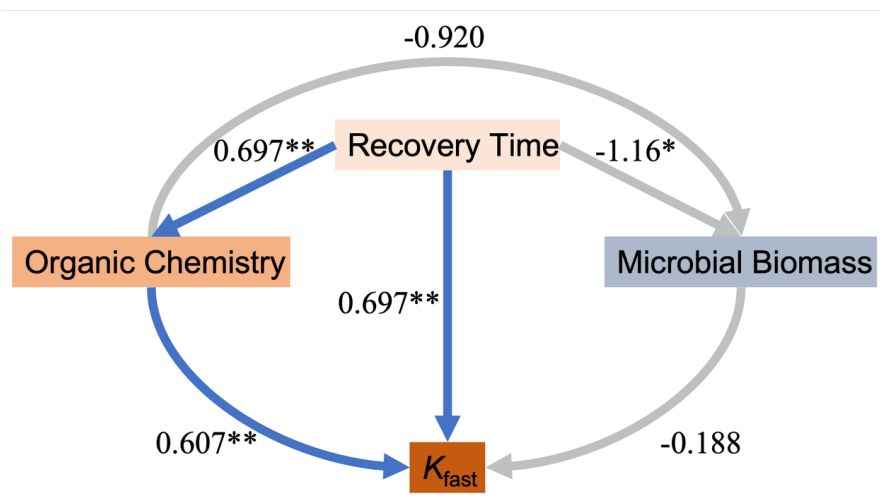 -0.920
0.697**
Recovery Time
-1.16*
Organic Chemistry
Microbial Biomass
0.697**
0.607**
-0.188
Kfast